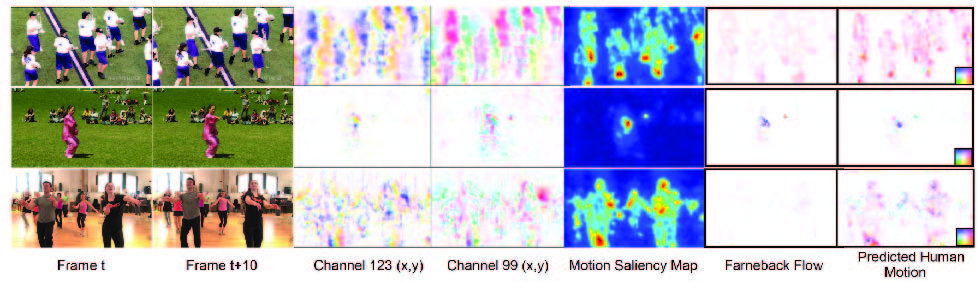 Frame t
Frame t+10
Channel 123 (x,y)
Channel 99 (x,y)
Motion Saliency Map
Farneback Flow
Predicted Human
Motion